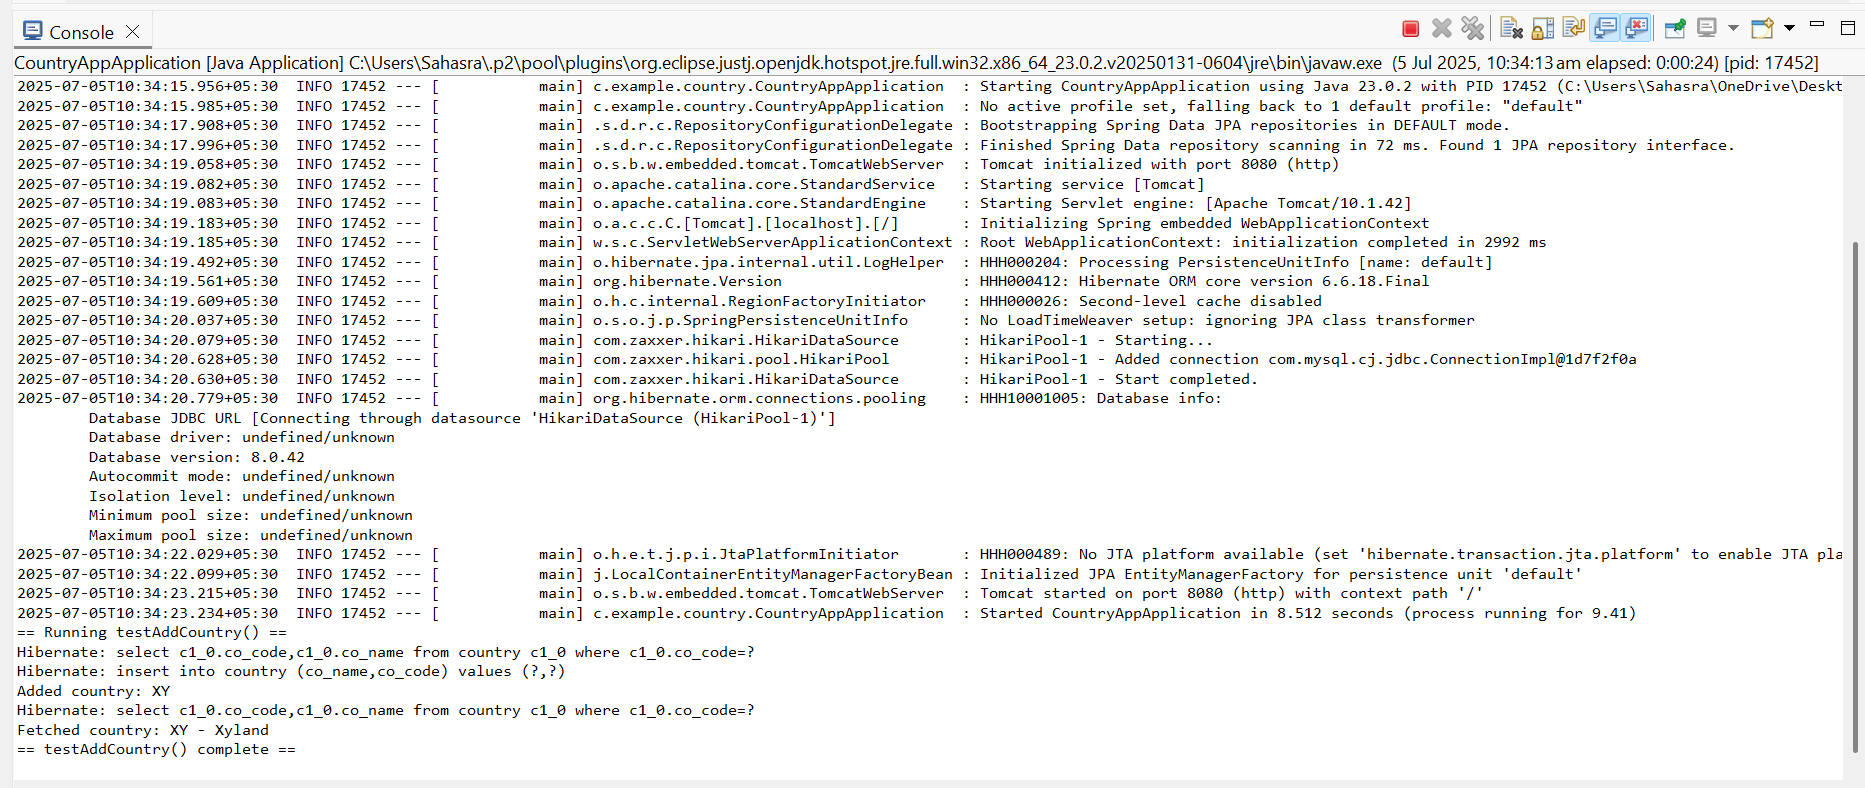 Console
CountryAppApplication [Java Application] C:\Users\Sahasra\.p2\pool\plugins\org.eclipse.justj.openjdk.hotspot.jre.full.win32.x86_64_23.0.2.v20250131-0604\jre\bin\javaw.exe (5 Jul 2025, 10:34:13 am elapsed: 0:00:24) [pid: 17452]
2025-07-05T10:34:15.956+05:30  INFO 17452 --- [           main] c.example.country.CountryAppApplication  : Starting CountryAppApplication using Java 23.0.2 with PID 17452 (C:\Users\Sahasra\OneDrive\Deskt
2025-07-05T10:34:15.985+05:30  INFO 17452 --- [           main] c.example.country.CountryAppApplication  : No active profile set, falling back to 1 default profile: "default"
2025-07-05T10:34:17.908+05:30  INFO 17452 --- [           main] .s.d.r.c.RepositoryConfigurationDelegate : Bootstrapping Spring Data JPA repositories in DEFAULT mode.
2025-07-05T10:34:17.996+05:30  INFO 17452 --- [           main] .s.d.r.c.RepositoryConfigurationDelegate : Finished Spring Data repository scanning in 72 ms. Found 1 JPA repository interface.
2025-07-05T10:34:19.058+05:30  INFO 17452 --- [           main] o.s.b.w.embedded.tomcat.TomcatWebServer  : Tomcat initialized with port 8080 (http)
2025-07-05T10:34:19.082+05:30  INFO 17452 --- [           main] o.apache.catalina.core.StandardService   : Starting service [Tomcat]
2025-07-05T10:34:19.083+05:30  INFO 17452 --- [           main] o.apache.catalina.core.StandardEngine    : Starting Servlet engine: [Apache Tomcat/10.1.42]
2025-07-05T10:34:19.183+05:30  INFO 17452 --- [           main] o.a.c.c.C.[Tomcat].[localhost].[/]       : Initializing Spring embedded WebApplicationContext
2025-07-05T10:34:19.185+05:30  INFO 17452 --- [           main] w.s.c.ServletWebServerApplicationContext : Root WebApplicationContext: initialization completed in 2992 ms
2025-07-05T10:34:19.492+05:30  INFO 17452 --- [           main] o.hibernate.jpa.internal.util.LogHelper  : HHH000204: Processing PersistenceUnitInfo [name: default]
2025-07-05T10:34:19.561+05:30  INFO 17452 --- [           main] org.hibernate.Version                    : HHH000412: Hibernate ORM core version 6.6.18.Final
2025-07-05T10:34:19.609+05:30  INFO 17452 --- [           main] o.h.c.internal.RegionFactoryInitiator    : HHH000026: Second-level cache disabled
2025-07-05T10:34:20.037+05:30  INFO 17452 --- [           main] o.s.o.j.p.SpringPersistenceUnitInfo      : No LoadTimeWeaver setup: ignoring JPA class transformer
2025-07-05T10:34:20.079+05:30  INFO 17452 --- [           main] com.zaxxer.hikari.HikariDataSource       : HikariPool-1 - Starting...
2025-07-05T10:34:20.628+05:30  INFO 17452 --- [           main] com.zaxxer.hikari.pool.HikariPool        : HikariPool-1 - Added connection com.mysql.cj.jdbc.ConnectionImpl@1d7f2f0a
2025-07-05T10:34:20.630+05:30  INFO 17452 --- [           main] com.zaxxer.hikari.HikariDataSource       : HikariPool-1 - Start completed.
2025-07-05T10:34:20.779+05:30  INFO 17452 --- [           main] org.hibernate.orm.connections.pooling    : HHH10001005: Database info:
Database JDBC URL [Connecting through datasource 'HikariDataSource (HikariPool-1)']
Database driver: undefined/unknown
Database version: 8.0.42
Autocommit mode: undefined/unknown
Isolation level: undefined/unknown
Minimum pool size: undefined/unknown
Maximum pool size: undefined/unknown
2025-07-05T10:34:22.029+05:30  INFO 17452 --- [           main] o.h.e.t.j.p.i.JtaPlatformInitiator       : HHH000489: No JTA platform available (set 'hibernate.transaction.jta.platform' to enable JTA pla
2025-07-05T10:34:22.099+05:30  INFO 17452 --- [           main] j.LocalContainerEntityManagerFactoryBean : Initialized JPA EntityManagerFactory for persistence unit 'default'
2025-07-05T10:34:23.215+05:30  INFO 17452 --- [           main] o.s.b.w.embedded.tomcat.TomcatWebServer  : Tomcat started on port 8080 (http) with context path '/'
2025-07-05T10:34:23.234+05:30  INFO 17452 --- [           main] c.example.country.CountryAppApplication  : Started CountryAppApplication in 8.512 seconds (process running for 9.41)
== Running testAddCountry() ==
Hibernate: select c1_0.co_code,c1_0.co_name from country c1_0 where c1_0.co_code=?
Hibernate: insert into country (co_name,co_code) values (?,?)
Added country: XY
Hibernate: select c1_0.co_code,c1_0.co_name from country c1_0 where c1_0.co_code=?
Fetched country: XY - Xyland
== testAddCountry() complete ==